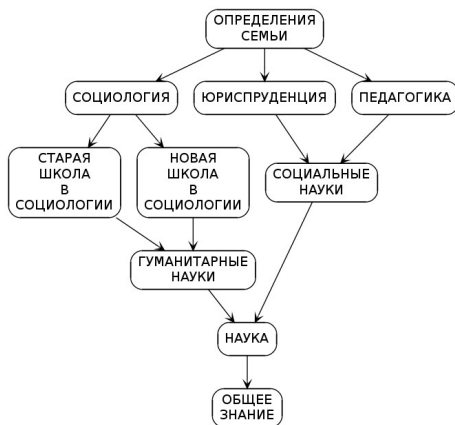 ОПРЕДЕЛЕНИЯ
СЕМЬИ
СОЦИОЛОГИЯ
ЮРИСПРУДЕНЦИЯ
ПЕДАГОГИКА
СТАРАЯ
ШКОЛА
В
СОЦИОЛОГИИ
НОВАЯ
ШКОЛА
В
СОЦИОЛОГИИ
СОЦИАЛЬНЫЕ
НАУКИ
ГУМАНИТАРНЫЕ
НАУКИ
НАУКА
ОБЩЕЕ
ЗНАНИЕ